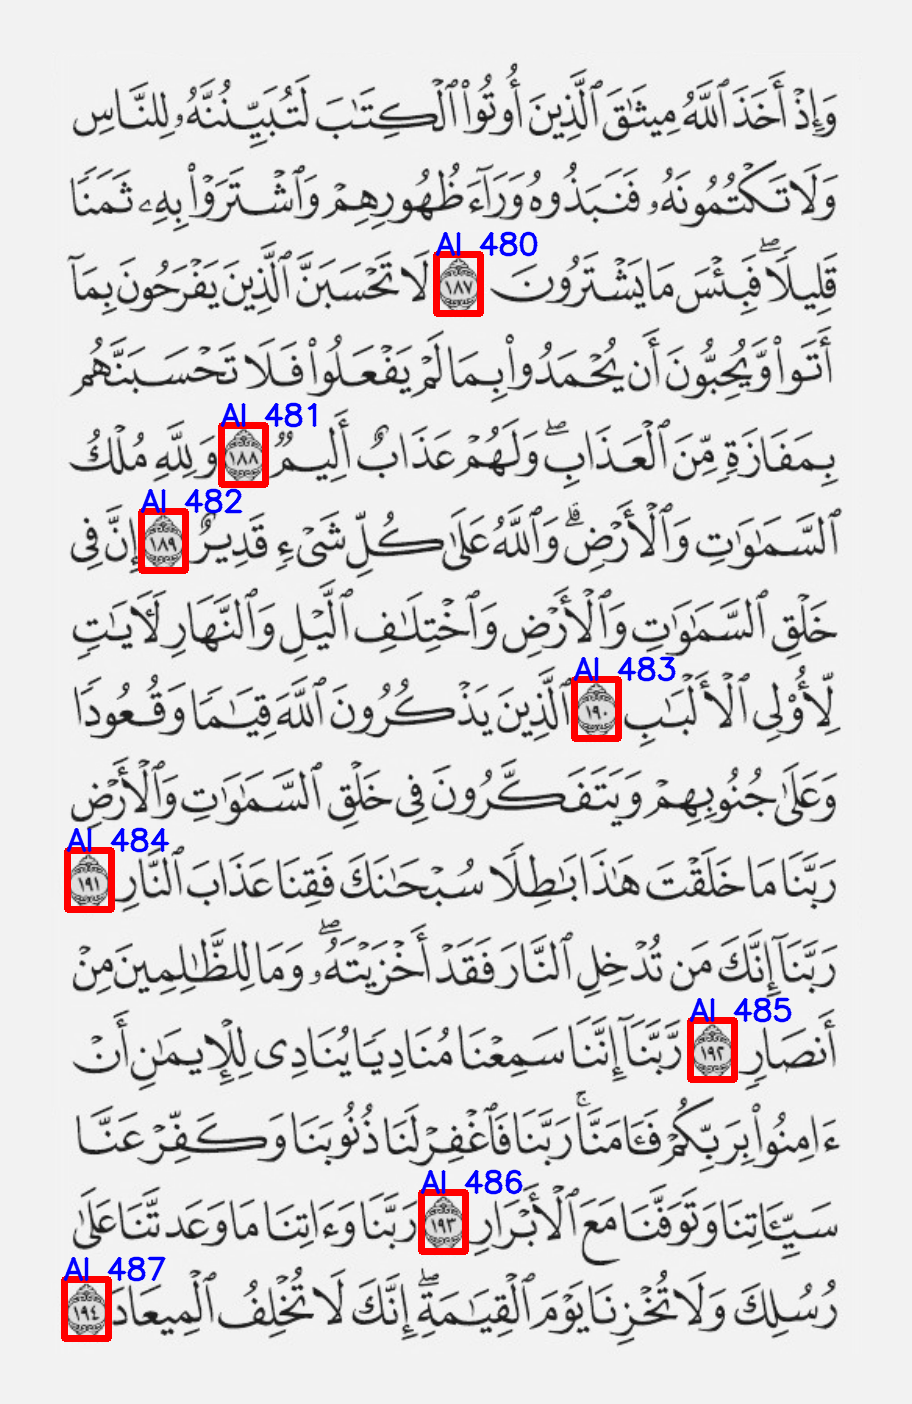 وَإِذْ أَخَذَ ٱللَّهُ مِيثَٰقَ ٱلَّذِينَ أُوتُوا۟ ٱلْكِتَٰبَ لَتُبَيِّنُنَّهُۥ لِلنَّاسِ
وَلَا تَكْتُمُونَهُۥ فَنَبَذُوهُ وَرَآءَ ظُهُورِهِمْ وَٱشْتَرَوْا۟ بِهِۦ ثَمَنًا
AI 480
قَلِيلًا ۖ فَبِئْسَ مَا يَشْتَرُونَ ١٨٧ لَا تَحْسَبَنَّ ٱلَّذِينَ يَفْرَحُونَ بِمَآ
أَتَوا۟ وَّيُحِبُّونَ أَن يُحْمَدُوا۟ بِمَا لَمْ يَفْعَلُوا۟ فَلَا تَحْسَبَنَّهُم
AI 481
بِمَفَازَةٍ مِّنَ ٱلْعَذَابِ ۖ وَلَهُمْ عَذَابٌ أَلِيمٌ ١٨٨ وَلِلَّهِ مُلْكُ
AI 482
ٱلسَّمَٰوَٰتِ وَٱلْأَرْضِ ۗ وَٱللَّهُ عَلَىٰ كُلِّ شَىْءٍ قَدِيرٌ ١٨٩ إِنَّ فِى
خَلْقِ ٱلسَّمَٰوَٰتِ وَٱلْأَرْضِ وَٱخْتِلَٰفِ ٱلَّيْلِ وَٱلنَّهَارِ لَـَٔايَٰتٍ
AI 483
لِّأُو۟لِى ٱلْأَلْبَٰبِ ١٩٠ ٱلَّذِينَ يَذْكُرُونَ ٱللَّهَ قِيَٰمًا وَقُعُودًا
وَعَلَىٰ جُنُوبِهِمْ وَيَتَفَكَّرُونَ فِى خَلْقِ ٱلسَّمَٰوَٰتِ وَٱلْأَرْضِ
AI 484
رَبَّنَا مَا خَلَقْتَ هَٰذَا بَٰطِلًا سُبْحَٰنَكَ فَقِنَا عَذَابَ ٱلنَّارِ ١٩١
رَبَّنَآ إِنَّكَ مَن تُدْخِلِ ٱلنَّارَ فَقَدْ أَخْزَيْتَهُۥ ۖ وَمَا لِلظَّٰلِمِينَ مِنْ
AI 485
أَنصَارٍ ١٩٢ رَّبَّنَآ إِنَّنَا سَمِعْنَا مُنَادِيًا يُنَادِى لِلْإِيمَٰنِ أَنْ
ءَامِنُوا۟ بِرَبِّكُمْ فَـَٔامَنَّا ۚ رَبَّنَا فَٱغْفِرْ لَنَا ذُنُوبَنَا وَكَفِّرْ عَنَّا
AI 486
سَيِّـَٔاتِنَا وَتَوَفَّنَا مَعَ ٱلْأَبْرَارِ ١٩٣ رَبَّنَا وَءَاتِنَا مَا وَعَدتَّنَا عَلَىٰ
AI 487
رُسُلِكَ وَلَا تُخْزِنَا يَوْمَ ٱلْقِيَٰمَةِ ۖ إِنَّكَ لَا تُخْلِفُ ٱلْمِيعَادَ ١٩٤